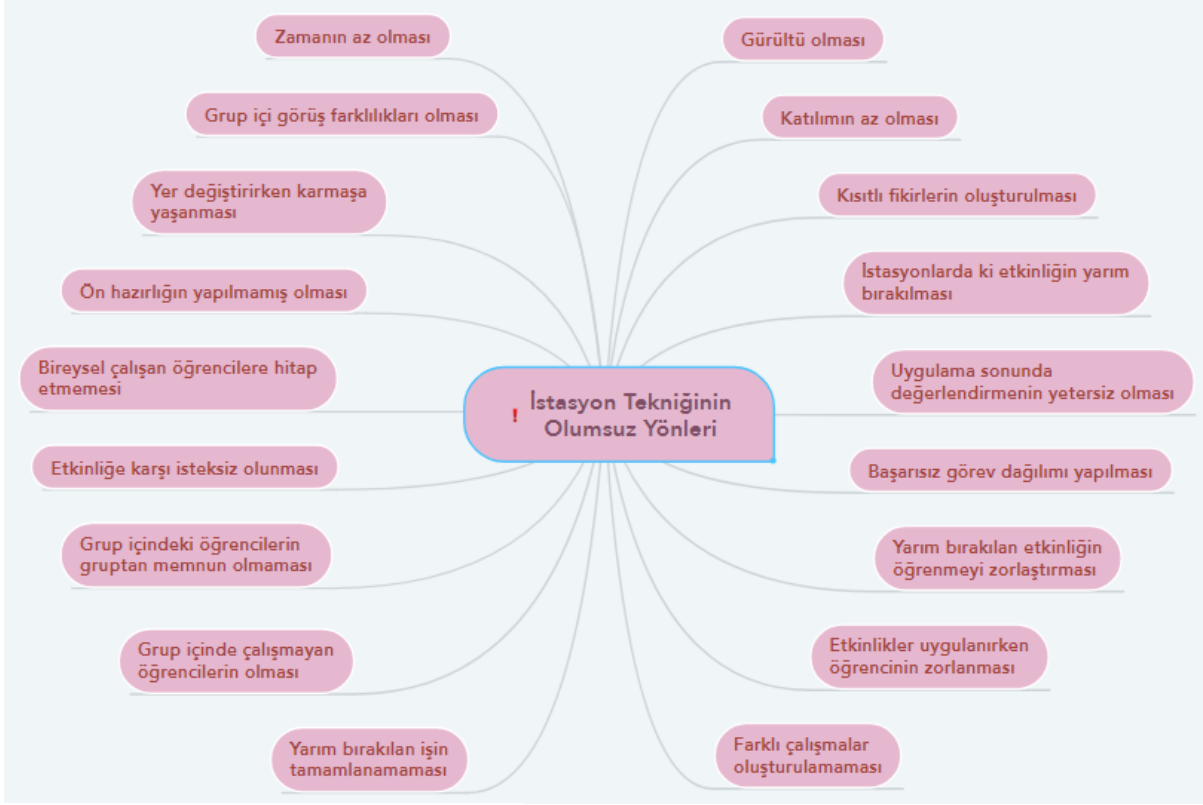 Zamanın az olması
Grup içi görüş farklılıkları olması
Yer değiştirirken karmaşa
yaşanması
Ön hazırlığın yapılmamış olması
Bireysel çalışan öğrencilere hitap
etmemesi
Etkinliğe karşı isteksiz olunması
Grup içindeki öğrencilerin
gruptan memnun olmaması
Grup içinde çalışmayan
öğrencilerin olması
Yarım bırakılan işin
tamamlanamaması
! İstasyon Tekniğinin
Olumsuz Yönleri
Gürültü olması
Katılımın az olması
Kısıtlı fikirlerin oluşturulması
İstasyonlarda ki etkinliğin yarım
bırakılması
Uygulama sonunda
değerlendirmenin yetersiz olması
Başarısız görev dağılımı yapılması
Yarım bırakılan etkinliğin
öğrenmeyi zorlaştırması
Etkinlikler uygulanırken
öğrencinin zorlanması
Farklı çalışmalar
oluşturulamaması